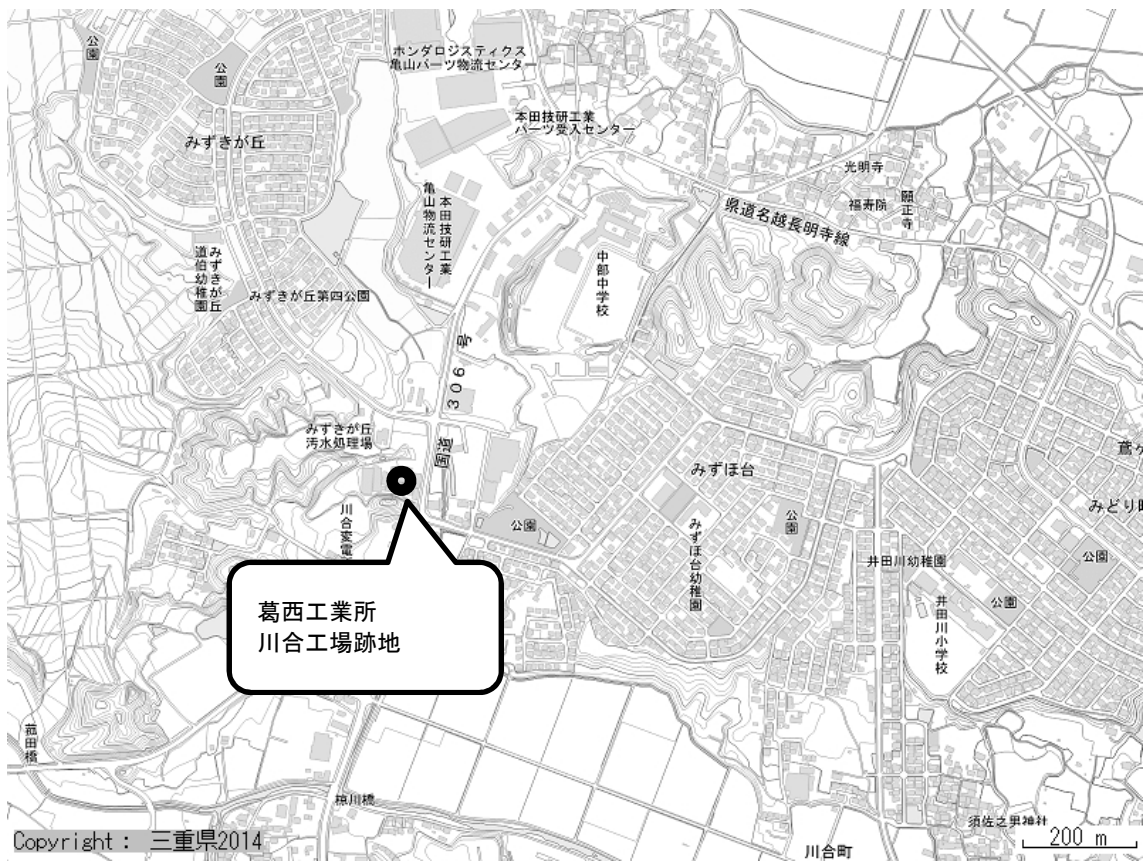 公園
公園
ホンダロジスティクス
亀山パーツ物流センター
本田技研工業
パーツ受入センター
みずきが丘
光明寺
福寿院
願正寺
県道名越長明寺線
本田技研工業
亀山物流センター
中部中学校
みずきが丘
道伯幼稚園
みずきが丘第四公園
国道 306 号
みずきが丘
汚水処理場
みずほ台
公園
公園
みずほ台幼稚園
川合変電
井田川幼稚園
公園
公園
井田川小学校
みどり町
葛西工業所
川合工場跡地
菰田橋
椋川橋
須佐之男神社
川合町
200 m
Copyright : 三重県2014